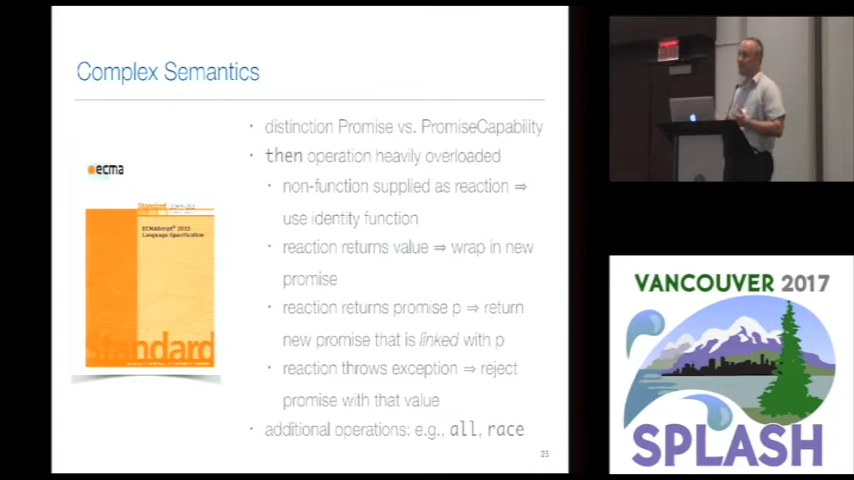 Complex Semantics
· distinction Promise vs. PromiseCapability
· then operation heavily overloaded
· non-function supplied as reaction ⇒
use identity function
· reaction returns value ⇒ wrap in new
promise
· reaction returns promise p ⇒ return
new promise that is linked with p
· reaction throws exception ⇒ reject
promise with that value
· additional operations: e.g., all, race
25
ecma
Standard
ECMAScript® 2015
Language Specification
Standard
VANCOUVER 2017
SPLASH